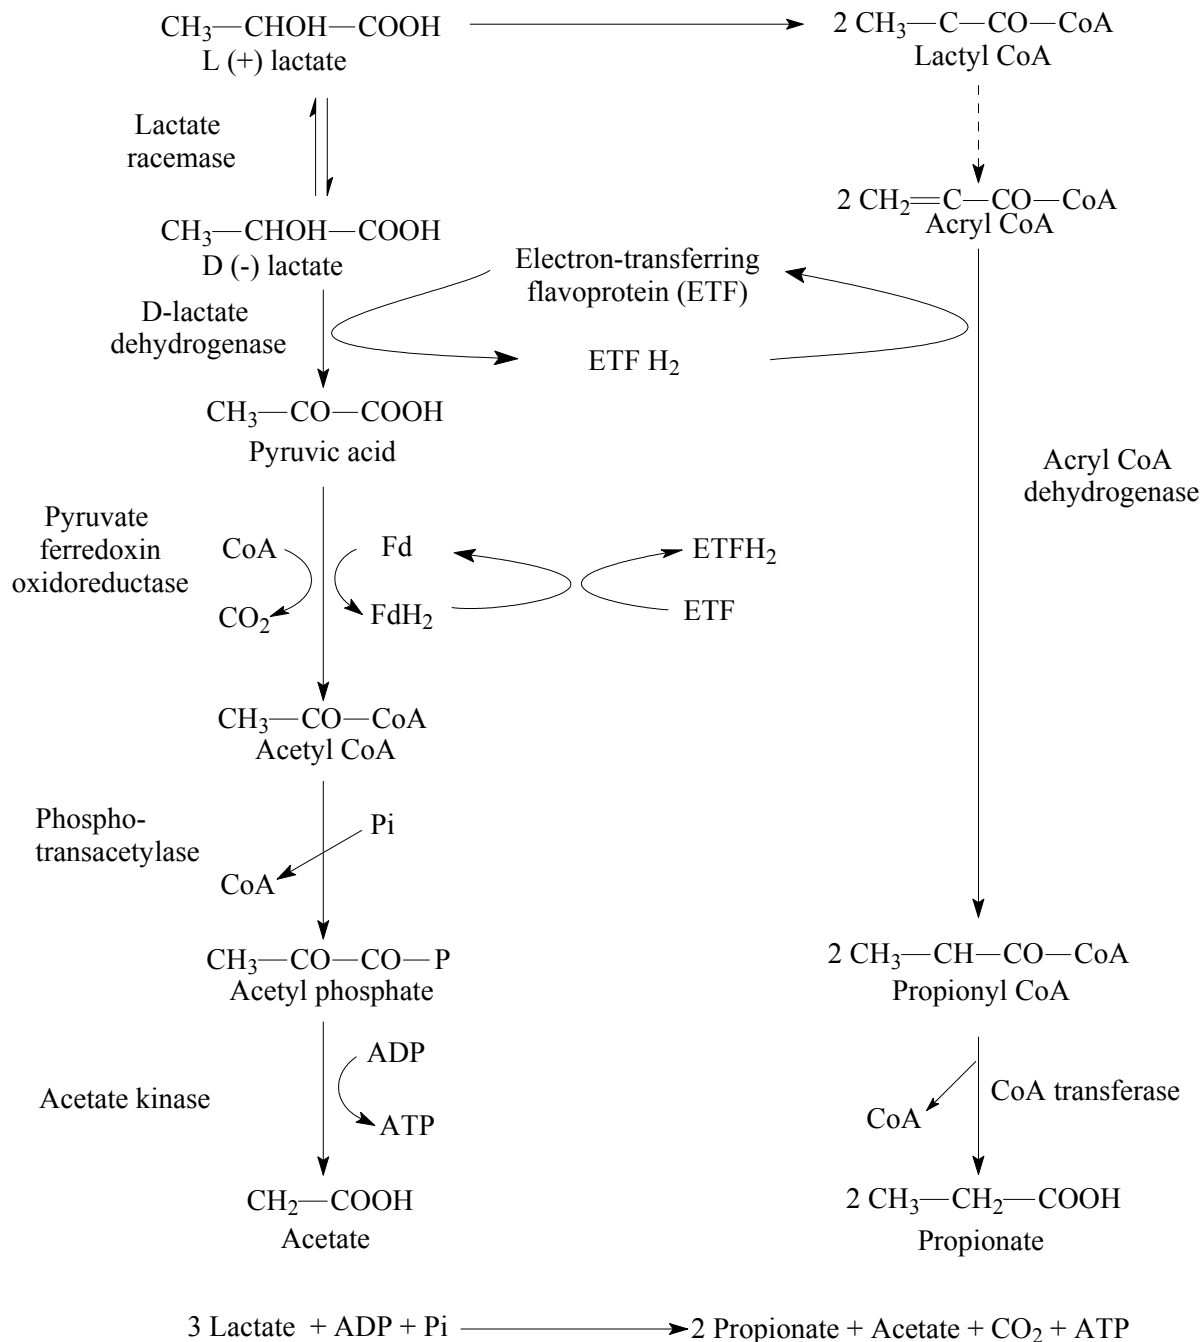 CH3—CHOH—COOH
L (+) lactate
2 CH3—C—CO—CoA
Lactyl CoA
Lactate
racemase
2 CH2=C—CO—CoA
Acryl CoA
CH3—CHOH—COOH
D (-) lactate
Electron-transferring
flavoprotein (ETF)
D-lactate
dehydrogenase
ETF H2
CH3—CO—COOH
Pyruvic acid
Acryl CoA
dehydrogenase
Pyruvate
ferredoxin
oxidoreductase
CoA
Fd
ETFH2
CO2
FdH2
ETF
CH3—CO—CoA
Acetyl CoA
Phospho-
transacetylase
Pi
CoA
CH3—CO—CO—P
Acetyl phosphate
2 CH3—CH—CO—CoA
Propionyl CoA
ADP
Acetate kinase
ATP
CoA transferase
CoA
CH2—COOH
Acetate
2 CH3—CH2—COOH
Propionate
3 Lactate + ADP + Pi → 2 Propionate + Acetate + CO2 + ATP